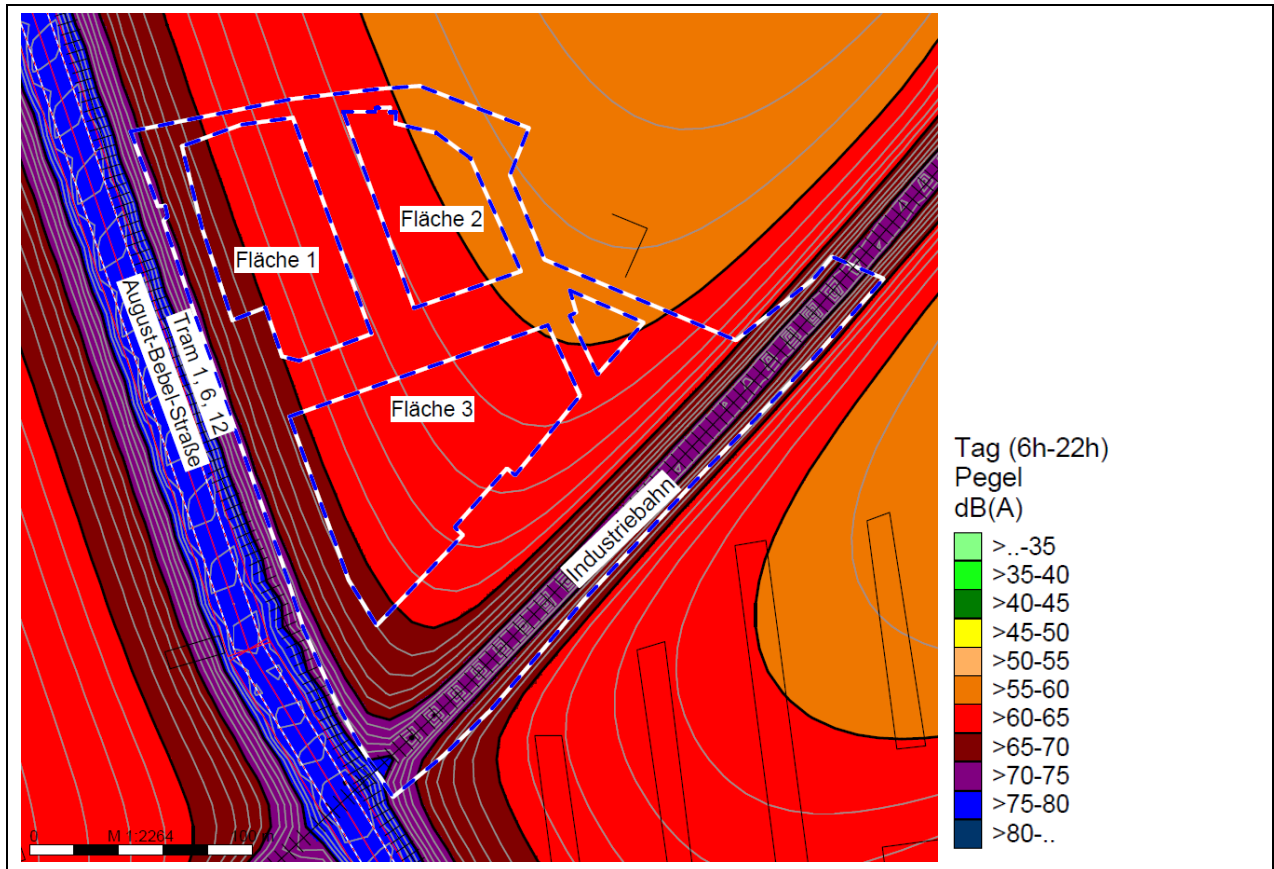 Fläche 2
Fläche 1
Tram 1, 6, 12
August-Bebel-Straße
Fläche 3
Industriebahn
0 M 1:2264 100 m
Tag (6h-22h)
Pegel
dB(A)
>..-35
>35-40
>40-45
>45-50
>50-55
>55-60
>60-65
>65-70
>70-75
>75-80
>80-..